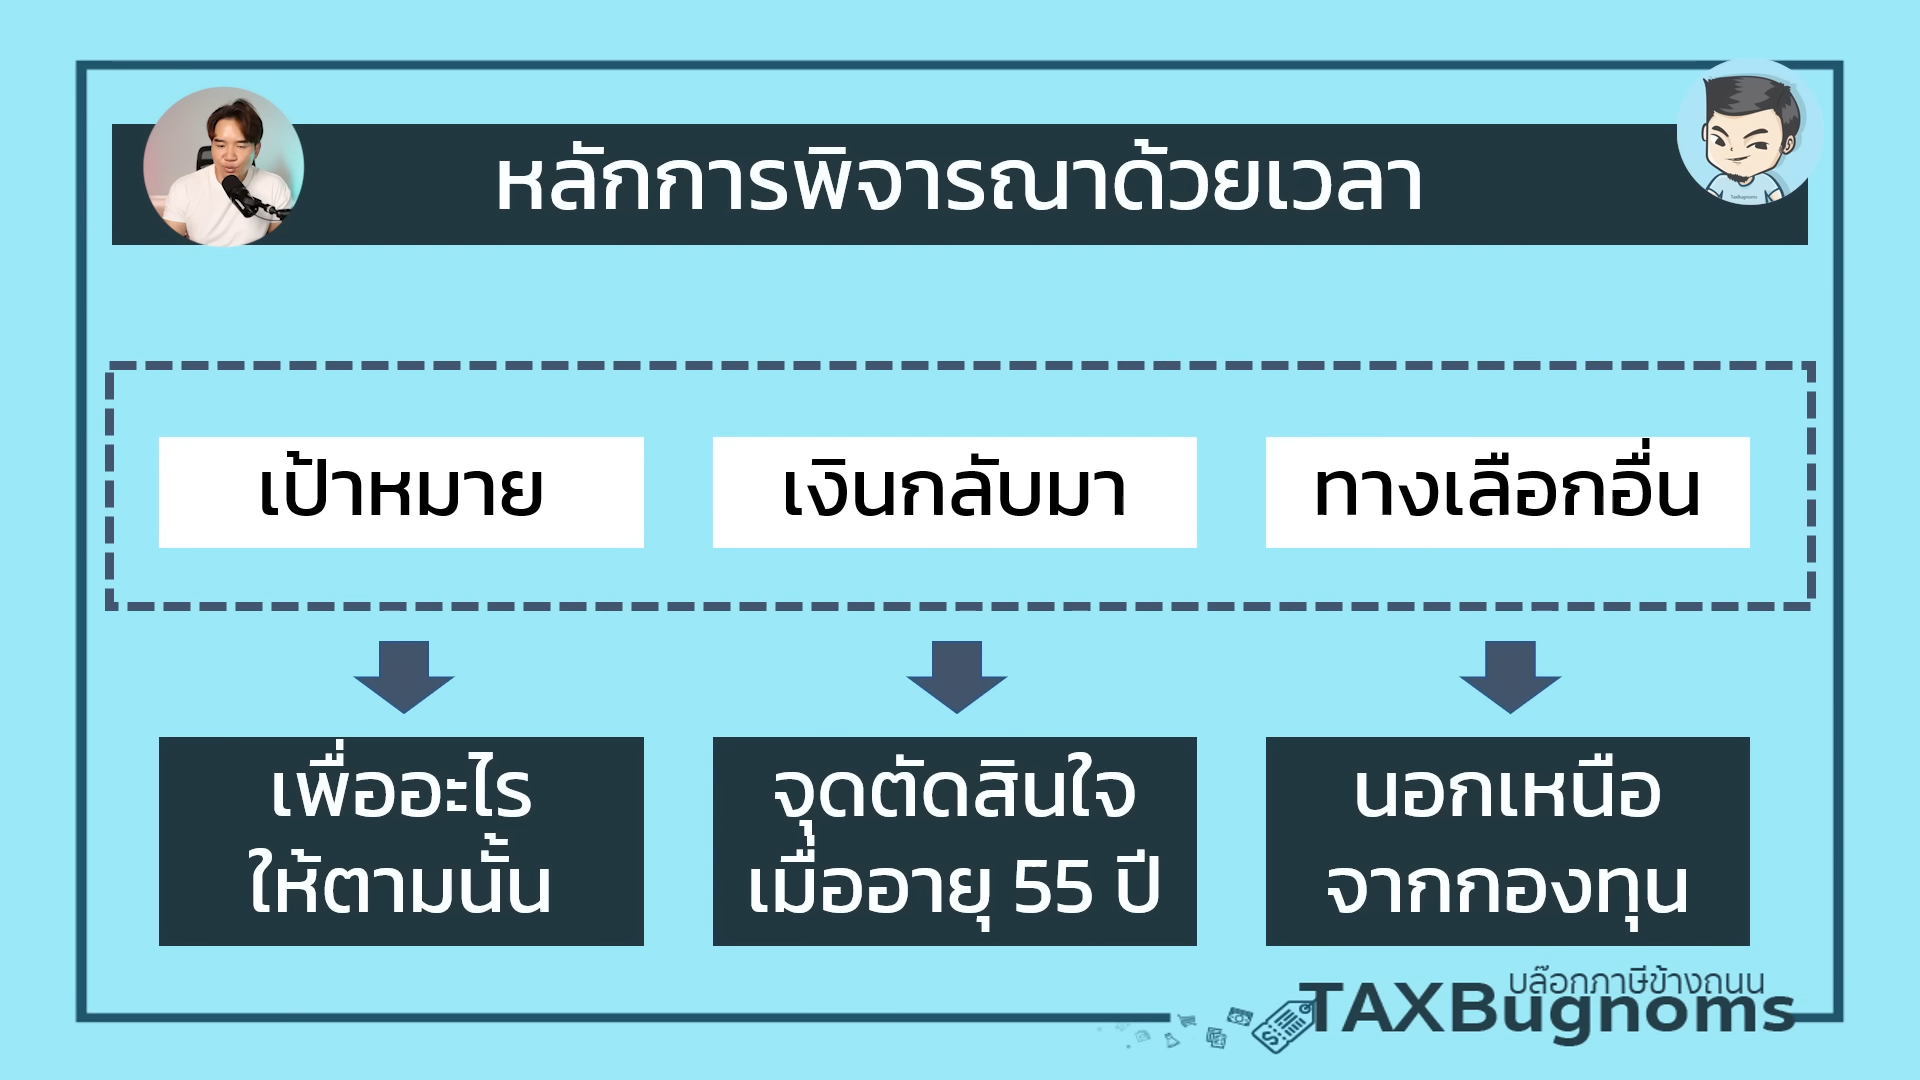 หลักการพิจารณาด้วยเวลา
เป้าหมาย
เงินกลับมา
ทางเลือกอื่น
เพื่ออะไร
ให้ตามนั้น
จุดตัดสินใจ
เมื่ออายุ 55 ปี
นอกเหนือ
จากกองทุน
บล๊อกภาษีข้างถนน
TAXBugnoms